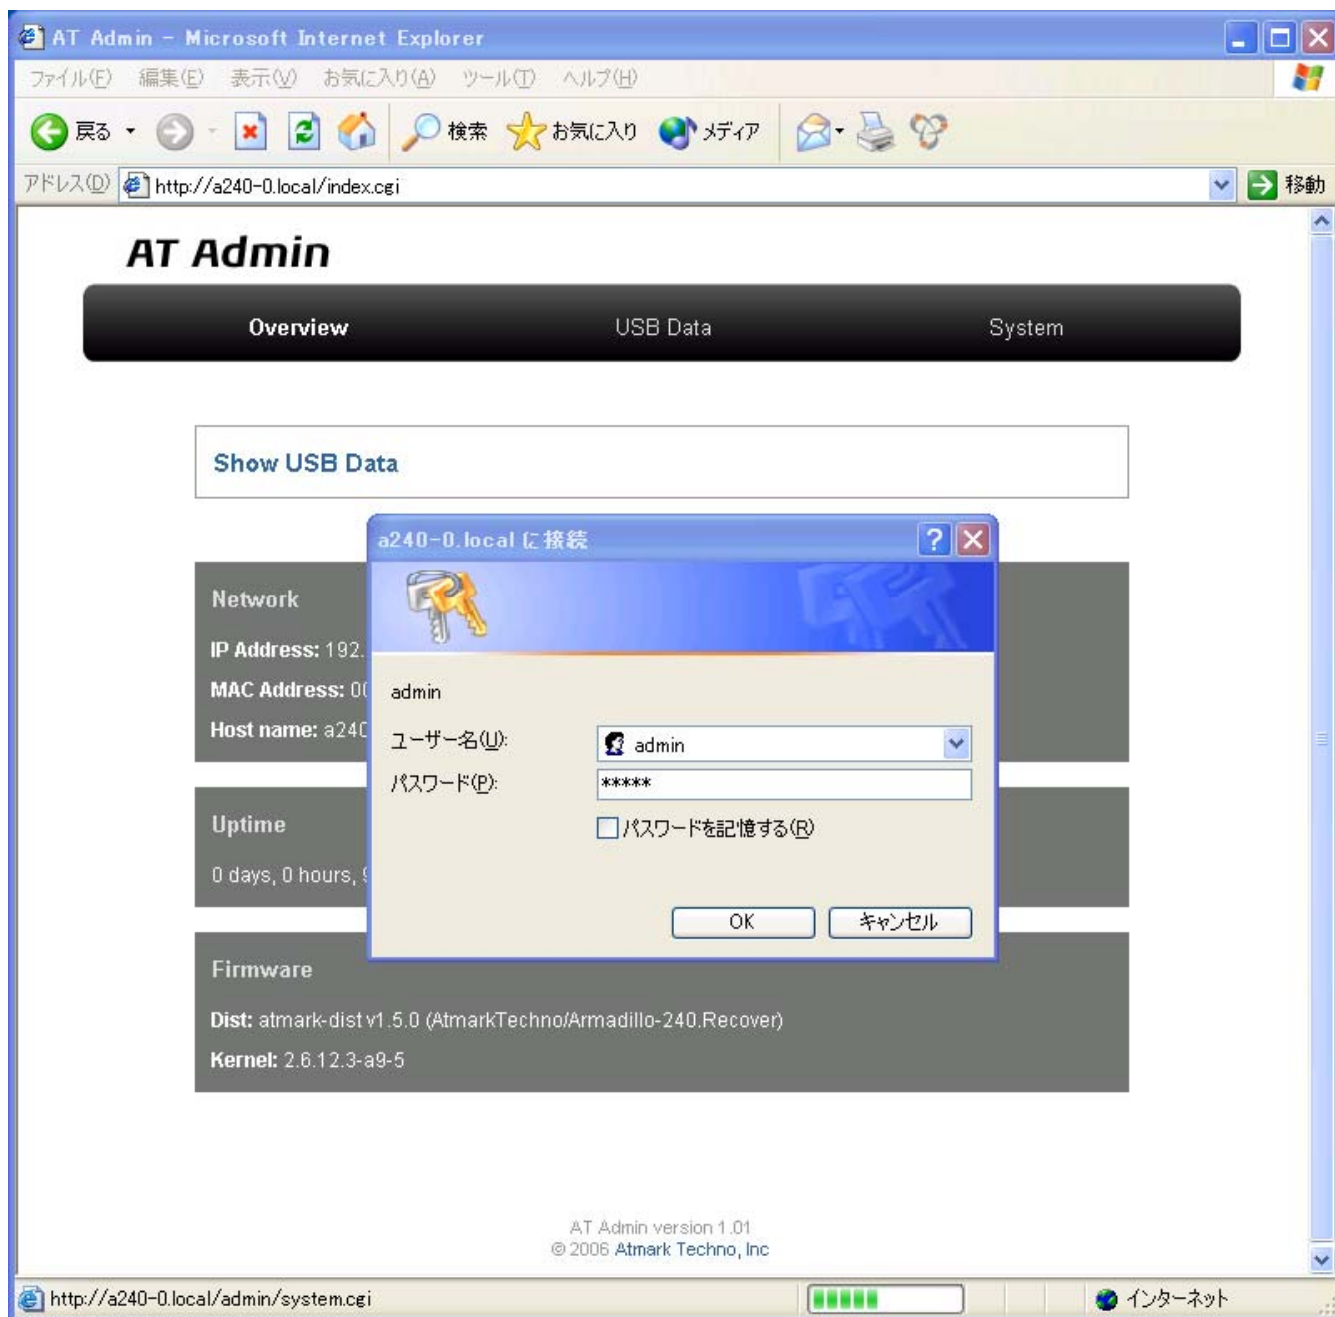 AT Admin - Microsoft Internet Explorer
ファイル(F) 編集(E) 表示(V) お気に入り(A) ツール(T) ヘルプ(H)
戻る 検索 お気に入り メディア
アドレス(D) http://a240-0.local/index.cgi 移動
AT Admin
Overview USB Data System
Show USB Data
a240-0.local に接続
Network
IP Address: 192.
MAC Address: 00
Host name: a240
admin
ユーザー名(U): admin
パスワード(P): *****
パスワードを記憶する(R)
OK キャンセル
Uptime
0 days, 0 hours, 9
Firmware
Dist: atmark-dist v1.5.0 (AtmarkTechno/Armadillo-240.Recover)
Kernel: 2.6.12.3-a9-5
AT Admin version 1.01
© 2006 Atmark Techno, Inc
http://a240-0.local/admin/system.cgi インターネット